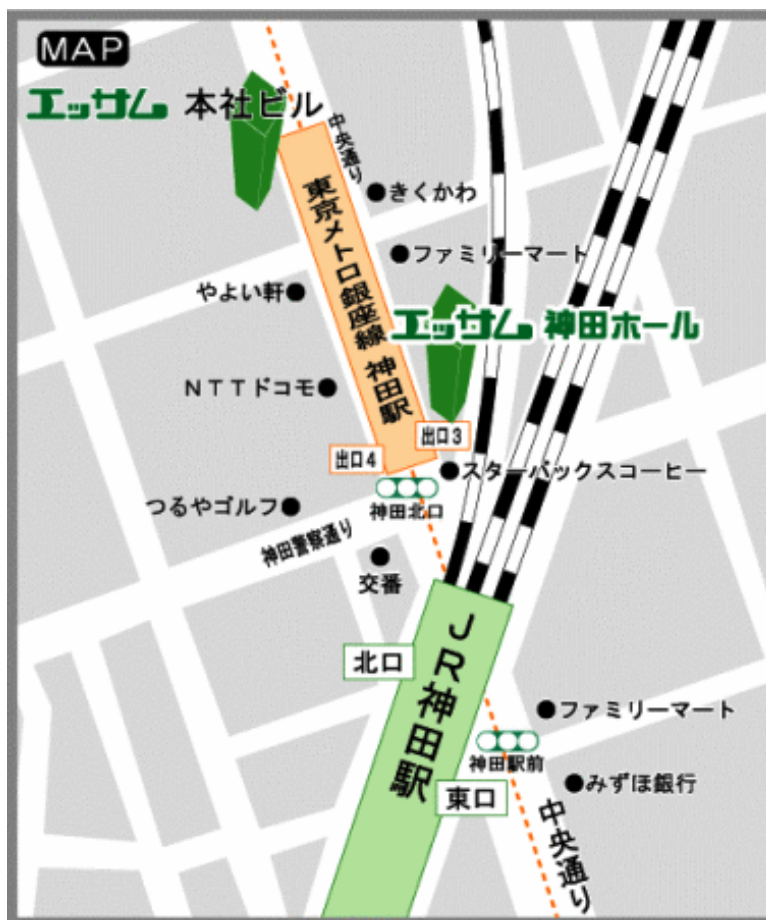 MAP
エッサム 本社ビル
中央通り
きくかわ
東京メトロ銀座線 神田駅
ファミリーマート
やよい軒
エッサム 神田ホール
NTTドコモ
出口3
出口4
スターバックスコーヒー
つるやゴルフ
神田北口
神田警察通り
交番
JR神田駅
北口
ファミリーマート
神田駅前
みずほ銀行
東口
中央通り